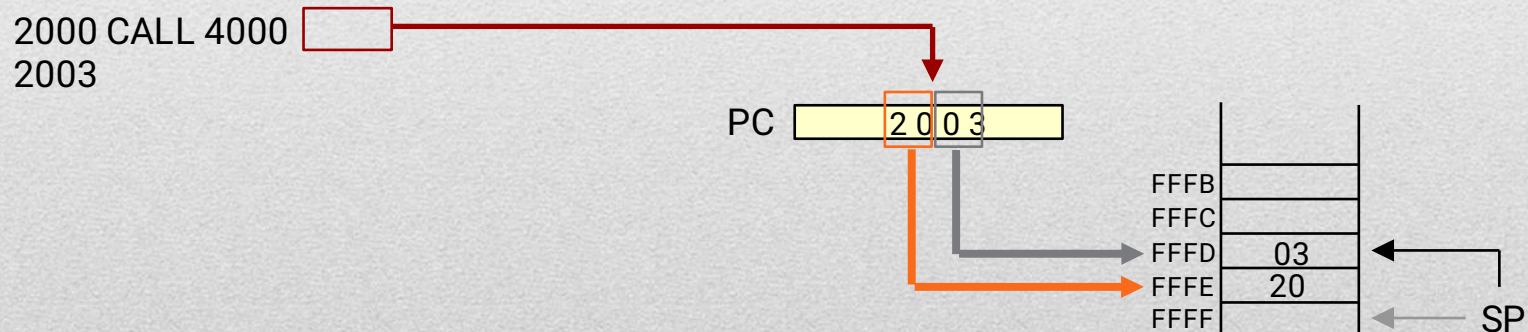 2000 CALL 4000
2003
PC 2 0 0 3
FFFB
FFFC
FFFD 03
FFFE 20
FFFF SP